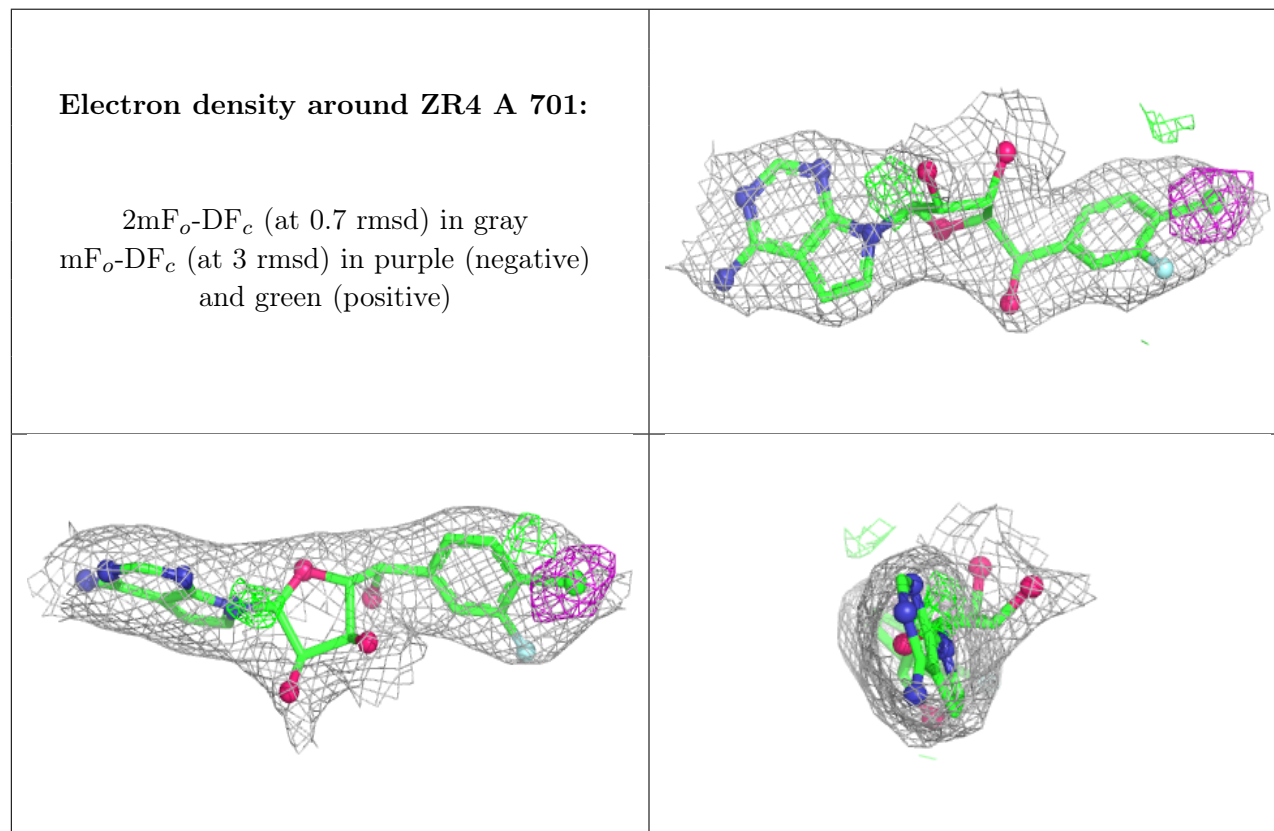 Electron density around ZR4 A 701:
2mFₒ-DF𝒸 (at 0.7 rmsd) in gray
mFₒ-DF𝒸 (at 3 rmsd) in purple (negative)
and green (positive)